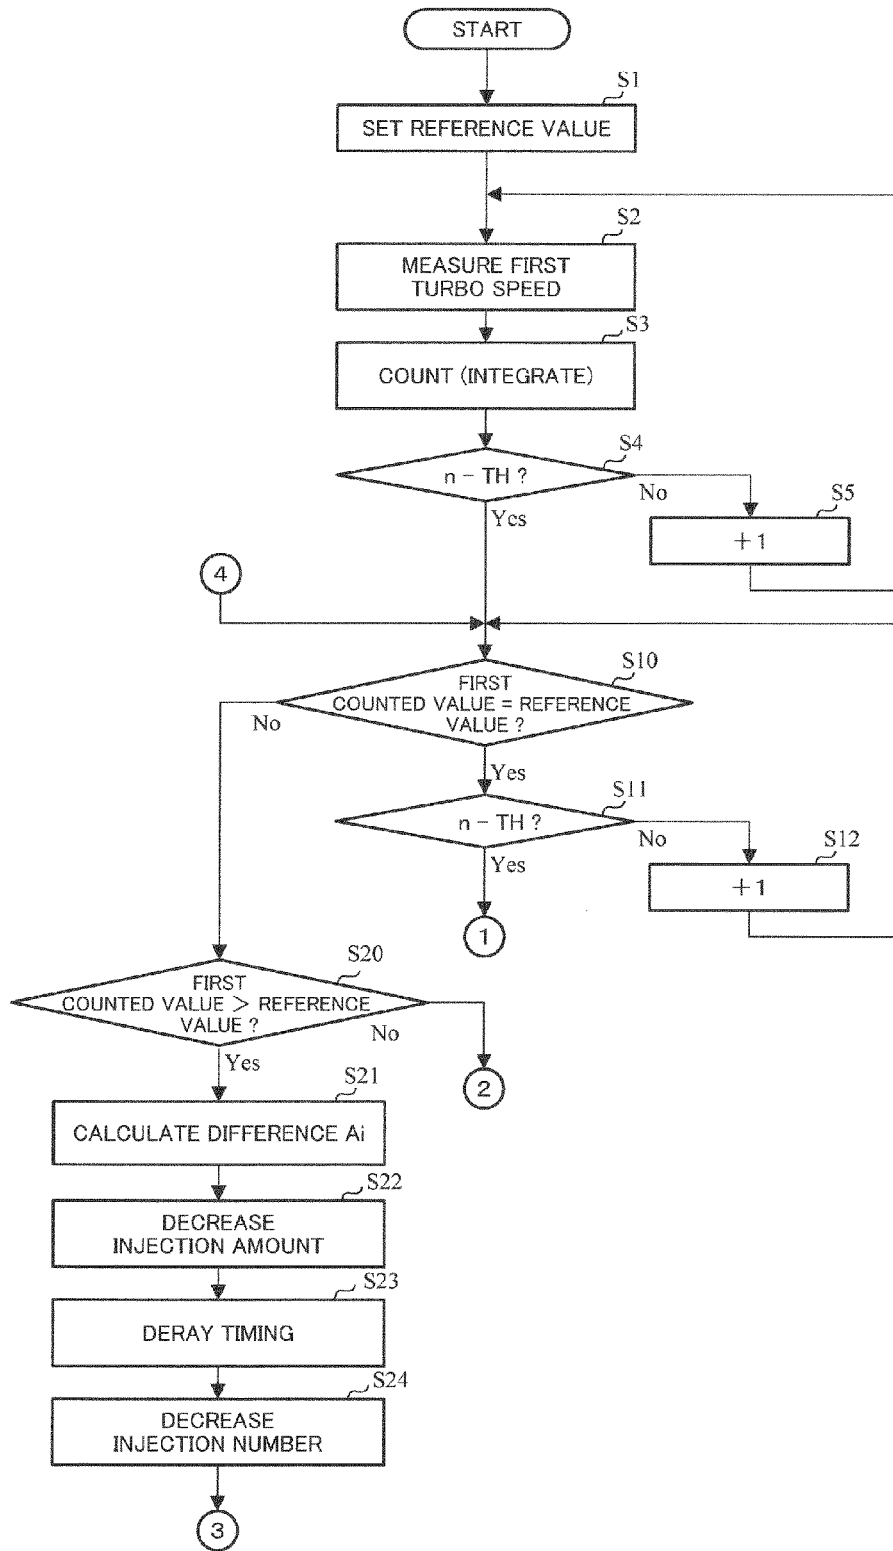 START
S1
SET REFERENCE VALUE
S2
MEASURE FIRST
TURBO SPEED
S3
COUNT (INTEGRATE)
S4
n - TH ?
No
Yes
S5
+1
4
S10
FIRST
COUNTED VALUE = REFERENCE
VALUE ?
No
Yes
S11
n - TH ?
No
Yes
S12
+1
1
S20
FIRST
COUNTED VALUE > REFERENCE
VALUE ?
No
Yes
2
S21
CALCULATE DIFFERENCE Ai
S22
DECREASE
INJECTION AMOUNT
S23
DERAY TIMING
S24
DECREASE
INJECTION NUMBER
3